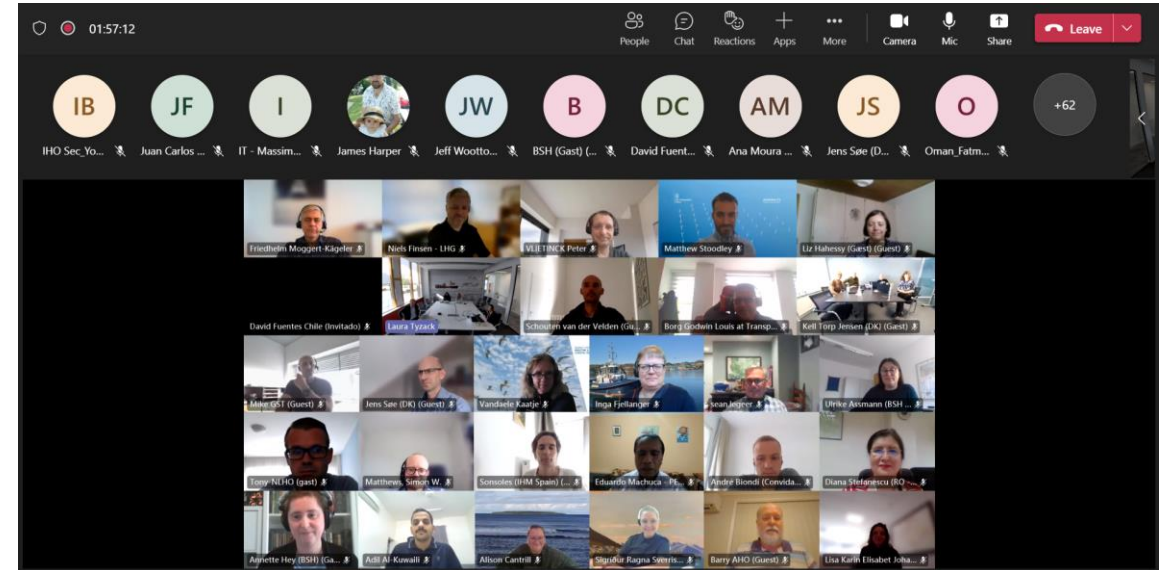 01:57:12
People Chat Reactions Apps More Camera Mic Share Leave
IB JF I JW B DC AM JS O +62
IHO Sec_Yo... Juan Carlos ... IT - Massim... James Harper Jeff Wootto... BSH (Gast) (... David Fuent... Ana Moura ... Jens Søe (D... Oman_Fatm...
Friedhelm Moggert-Kägeler Niels Finsen - LHG VLIETINCK Peter Matthew Stoodley Liz Hahessy (Gæst) (Guest)
David Fuentes Chile (Invitado) Laura Tyzack Schouten van der Velden (Gu... Borg Godwin Louis at Transp... Kell Torp Jensen (DK) (Gæst)
Mike GST (Guest) Jens Søe (DK) (Guest) Vandaele Kaatje Inga Fjellanger sean.legeer Ulrike Assmann (BSH ...
Tony-NLHO (gast) Matthews, Simon W. Sonsoles (IHM Spain) (... Eduardo Machuca - PE... André Biondi (Convida... Diana Stefanescu (RO -...
Annette Hey (BSH) (Ga... Adil Al-Kuwaili Alison Cantrill Sigríður Ragna Sverris... Barry AHO (Guest) Lisa Karin Elisabet Joha...